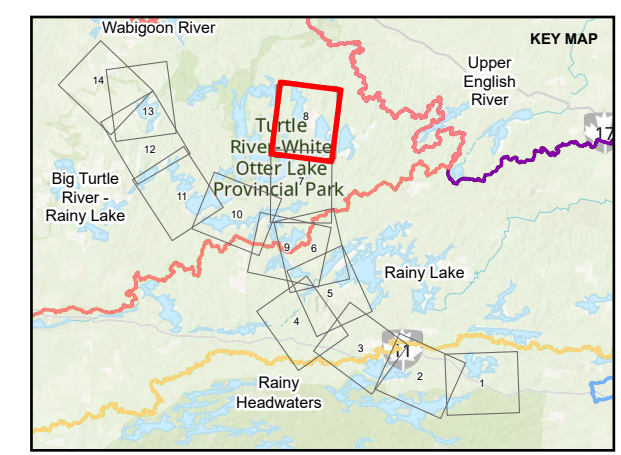 Wabigoon River
KEY MAP
Upper
English
River
14
13
8
17
Turtle
River-White
Otter Lake
Provincial Park
12
7
Big Turtle
River -
Rainy Lake
11
10
9
6
Rainy Lake
5
4
3
11
2
1
Rainy
Headwaters